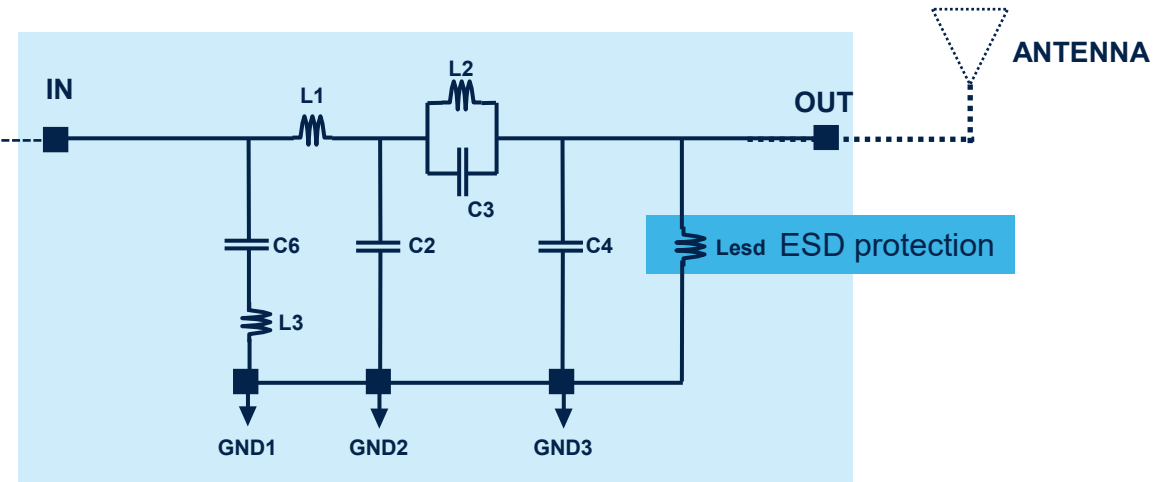 ANTENNA
IN
L1
L2
OUT
C3
C6
C2
C4
Lesd ESD protection
L3
GND1
GND2
GND3